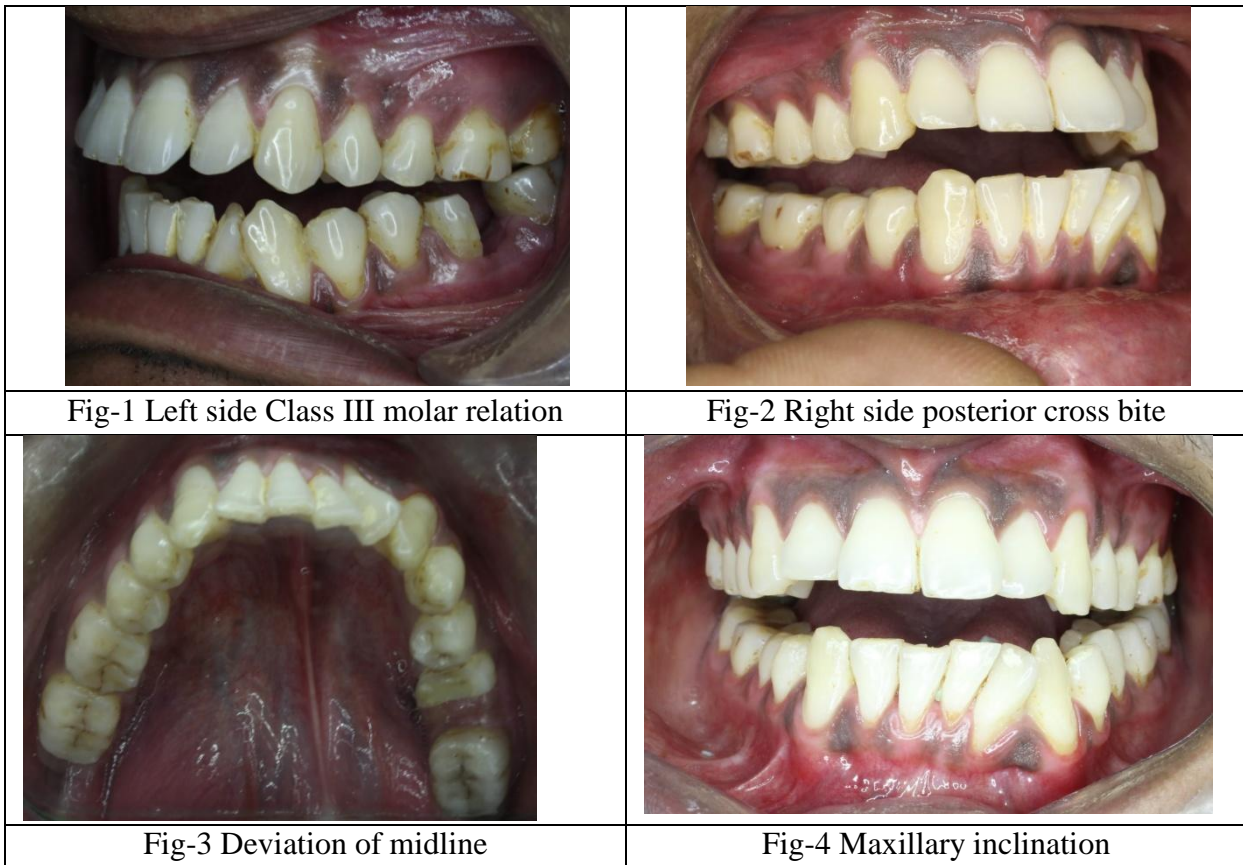 Fig-1 Left side Class III molar relation
Fig-2 Right side posterior cross bite
Fig-3 Deviation of midline
Fig-4 Maxillary inclination